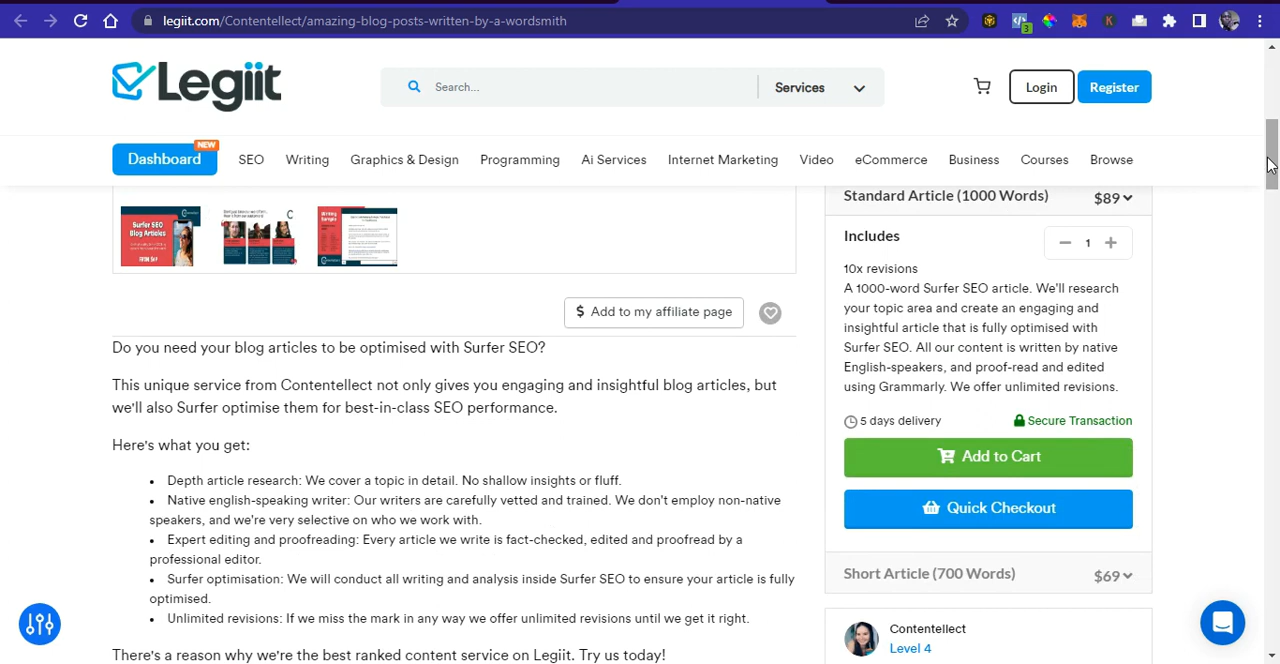 legiit.com/Contentellect/amazing-blog-posts-written-by-a-wordsmith
3
K
Legiit
Search...
Services
Login
Register
NEW
Dashboard
SEO
Writing
Graphics & Design
Programming
Ai Services
Internet Marketing
Video
eCommerce
Business
Courses
Browse
Surfer SEO
Blog Articles
Writing
Sample
$ Add to my affiliate page
Do you need your blog articles to be optimised with Surfer SEO?
This unique service from Contentellect not only gives you engaging and insightful blog articles, but
we'll also Surfer optimise them for best-in-class SEO performance.
Here's what you get:
• Depth article research: We cover a topic in detail. No shallow insights or fluff.
• Native english-speaking writer: Our writers are carefully vetted and trained. We don't employ non-native
speakers, and we're very selective on who we work with.
• Expert editing and proofreading: Every article we write is fact-checked, edited and proofread by a
professional editor.
• Surfer optimisation: We will conduct all writing and analysis inside Surfer SEO to ensure your article is fully
optimised.
• Unlimited revisions: If we miss the mark in any way we offer unlimited revisions until we get it right.
There's a reason why we're the best ranked content service on Legiit. Try us today!
Standard Article (1000 Words)
$89
Includes
− 1 +
10x revisions
A 1000-word Surfer SEO article. We'll research
your topic area and create an engaging and
insightful article that is fully optimised with
Surfer SEO. All our content is written by native
English-speakers, and proof-read and edited
using Grammarly. We offer unlimited revisions.
5 days delivery
Secure Transaction
Add to Cart
Quick Checkout
Short Article (700 Words)
$69
Contentellect
Level 4